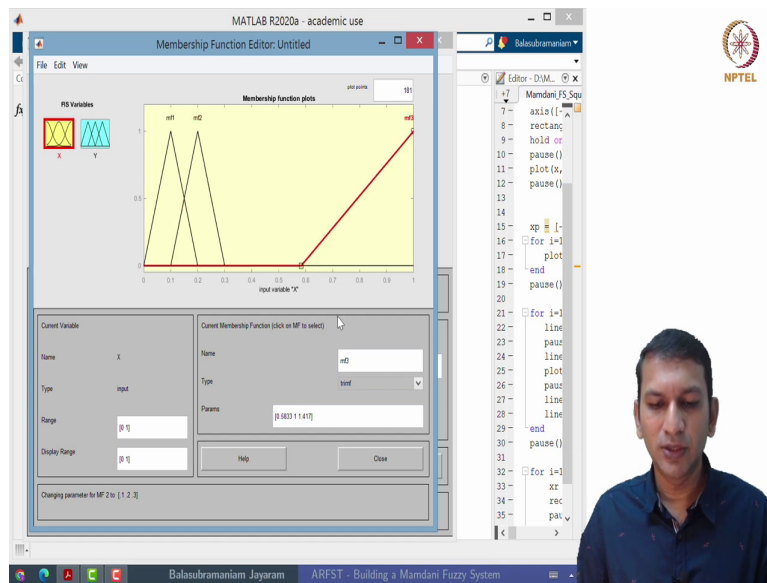 MATLAB R2020a - academic use
Membership Function Editor: Untitled
File Edit View
FIS Variables
X
Y
plot points
181
Membership function plots
mf1
mf2
mf3
1
0.5
0
0
0.1
0.2
0.3
0.4
0.5
0.6
0.7
0.8
0.9
1
input variable "X"
Current Variable
Name
X
Type
input
Range
[0 1]
Display Range
[0 1]
Current Membership Function (click on MF to select)
Name
mf3
Type
trimf
Params
[0.5833 1 1.417]
Help
Close
Changing parameter for MF 2 to [.1 .2 .3]
Balasubramaniam
Editor - D:\M...
+7
Mamdani_FS_Squ
7 - axis([-
8 - rectang
9 - hold or
10 - pause()
11 - plot(x,
12 - pause()
13
14
15 - xp = [-
16 - for i=1
17 - plot
18 - end
19 - pause()
20
21 - for i=1
22 - line
23 - paus
24 - line
25 - plot
26 - paus
27 - line
28 - line
29 - end
30 - pause()
31
32 - for i=1
33 - xr
34 - rec
35 - pau
NPTEL
Balasubramaniam Jayaram
ARFST - Building a Mamdani Fuzzy System